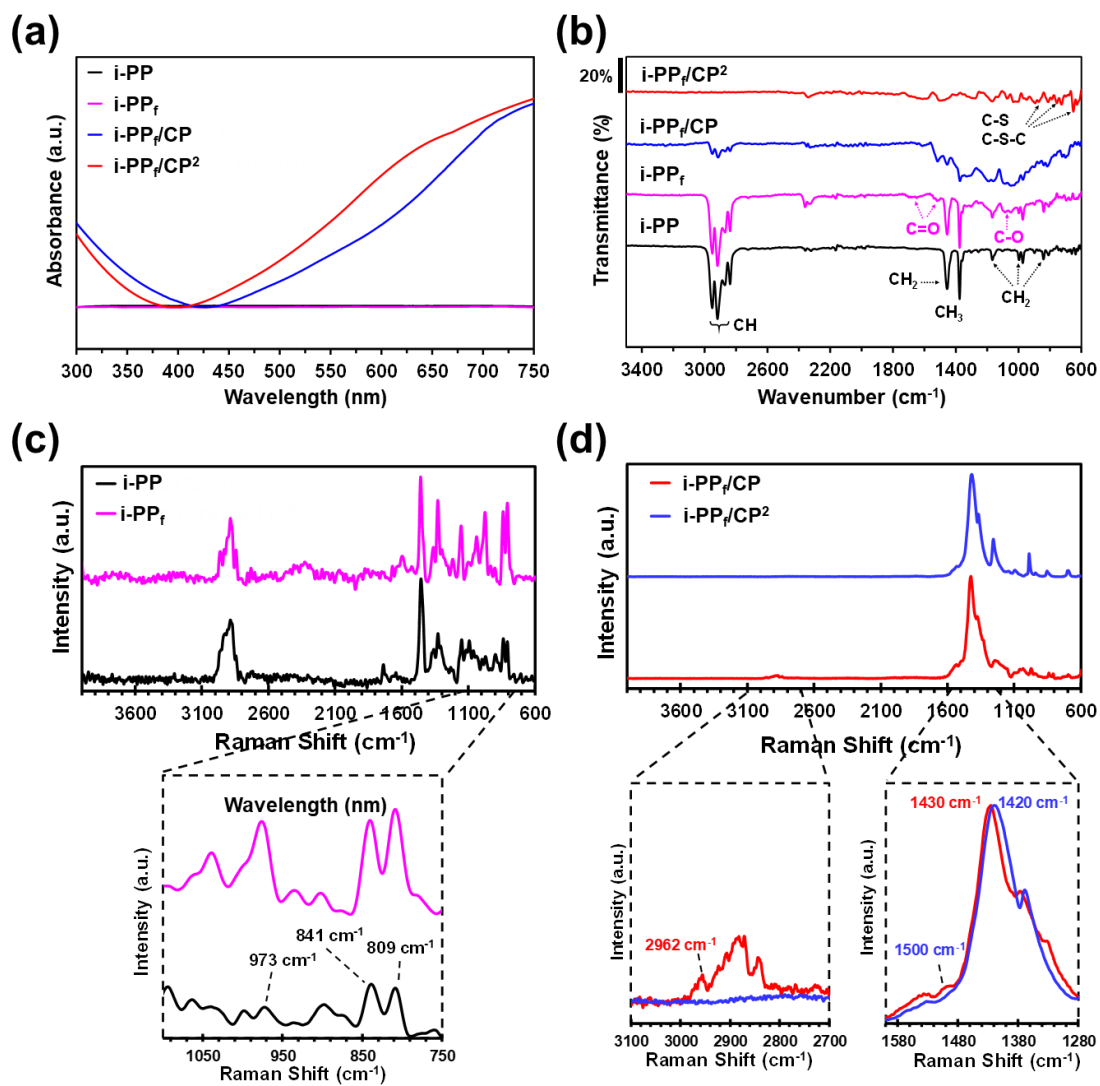 (a)
i-PP
i-PPf
i-PPf/CP²
i-PPf/CP
Absorbance (a.u.)
300 350 400 450 500 550 600 650 700 750
Wavelength (nm)
(b)
20%
i-PPf/CP²
C-S
C-S-C
i-PPf/CP
i-PPf
C=O
C-O
i-PP
CH₂
CH
CH₃
CH₂
Transmittance (%)
3400 3000 2600 2200 1800 1400 1000 600
Wavenumber (cm⁻¹)
(c)
i-PP
i-PPf
Intensity (a.u.)
3600 3100 2600 2100 1600 1100 600
Raman Shift (cm⁻¹)
Wavelength (nm)
973 cm⁻¹
841 cm⁻¹
809 cm⁻¹
Intensity (a.u.)
1050 950 850 750
Raman Shift (cm⁻¹)
(d)
i-PPf/CP
i-PPf/CP²
Intensity (a.u.)
3600 3100 2600 2100 1600 1100 600
Raman Shift (cm⁻¹)
2962 cm⁻¹
Intensity (a.u.)
3100 3000 2900 2800 2700
Raman Shift (cm⁻¹)
1430 cm⁻¹
1420 cm⁻¹
1500 cm⁻¹
Intensity (a.u.)
1580 1480 1380 1280
Raman Shift (cm⁻¹)